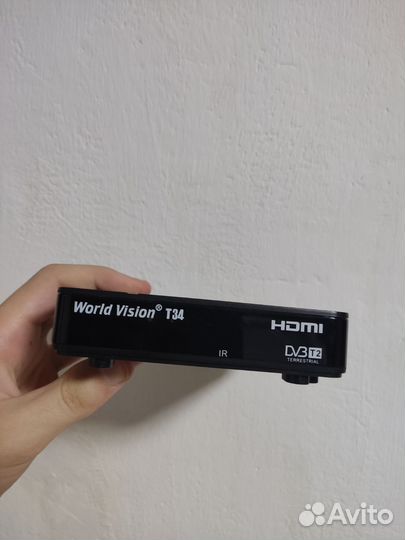 World Vision® T34
HDMI
IR
DVB T2
TERRESTRIAL
Avito